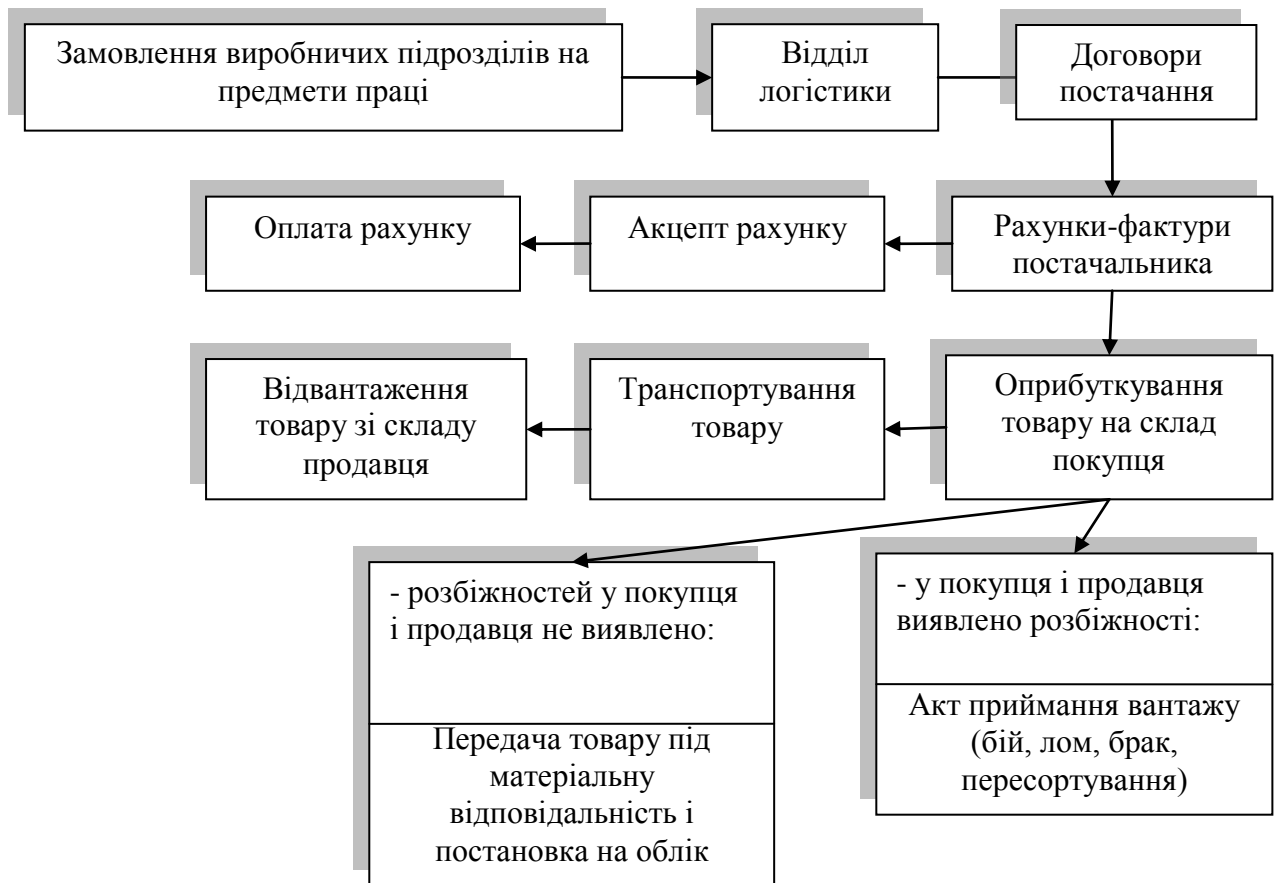 Замовлення виробничих підрозділів на
предмети праці
Відділ
логістики
Договори
постачання
Оплата рахунку
Акцепт рахунку
Рахунки-фактури
постачальника
Відвантаження
товару зі складу
продавця
Транспортування
товару
Оприбуткування
товару на склад
покупця
- розбіжностей у покупця
і продавця не виявлено:
Передача товару під
матеріальну
відповідальність і
постановка на облік
- у покупця і продавця
виявлено розбіжності:
Акт приймання вантажу
(бій, лом, брак,
пересортування)